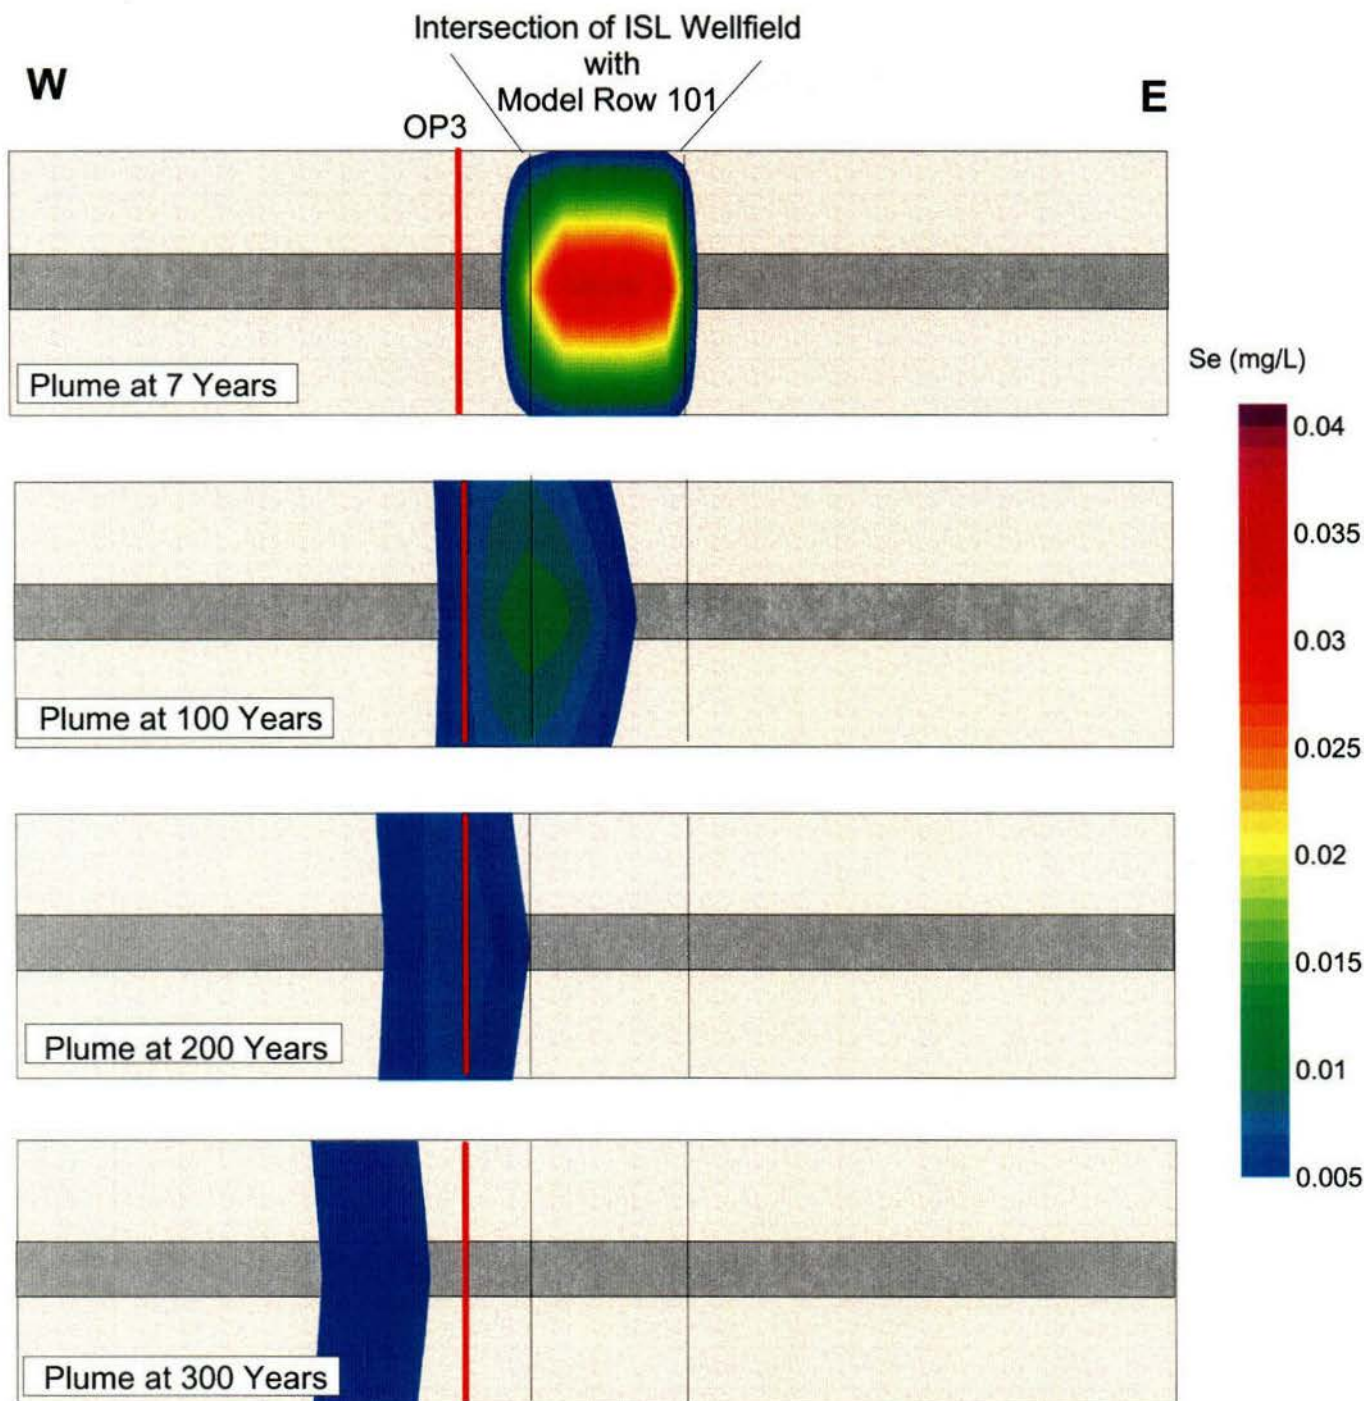 Intersection of ISL Wellfield
with
Model Row 101
W
E
OP3
Plume at 7 Years
Se (mg/L)
0.04
0.035
0.03
0.025
0.02
0.015
0.01
0.005
Plume at 100 Years
Plume at 200 Years
Plume at 300 Years